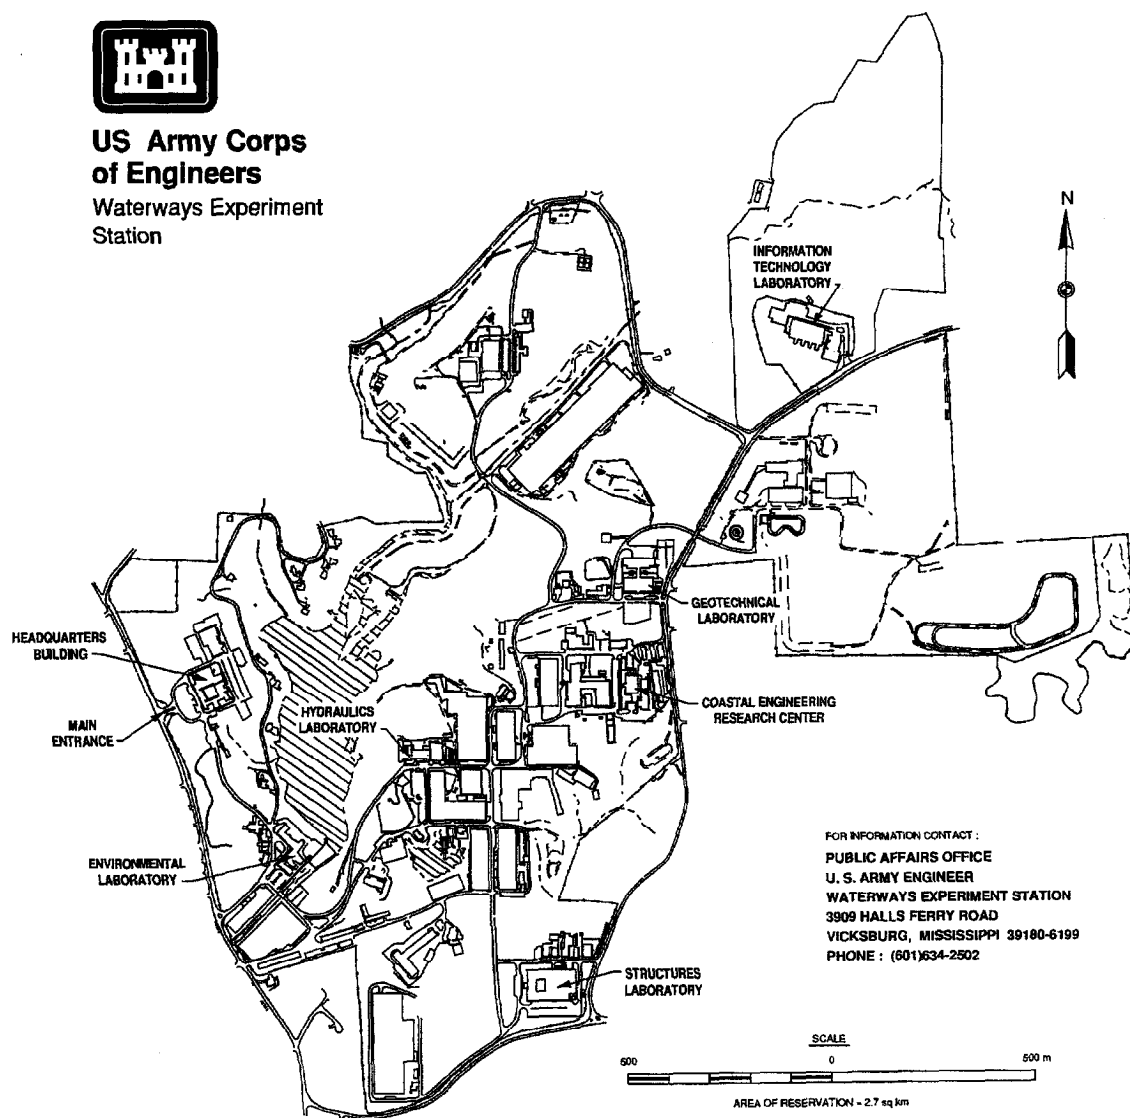 US Army Corps
of Engineers
Waterways Experiment
Station
N
INFORMATION
TECHNOLOGY
LABORATORY
GEOTECHNICAL
LABORATORY
HEADQUARTERS
BUILDING
MAIN
ENTRANCE
HYDRAULICS
LABORATORY
COASTAL ENGINEERING
RESEARCH CENTER
ENVIRONMENTAL
LABORATORY
STRUCTURES
LABORATORY
FOR INFORMATION CONTACT :
PUBLIC AFFAIRS OFFICE
U. S. ARMY ENGINEER
WATERWAYS EXPERIMENT STATION
3909 HALLS FERRY ROAD
VICKSBURG, MISSISSIPPI 39180-6199
PHONE : (601)634-2502
SCALE
500 0 500 m
AREA OF RESERVATION - 2.7 sq km